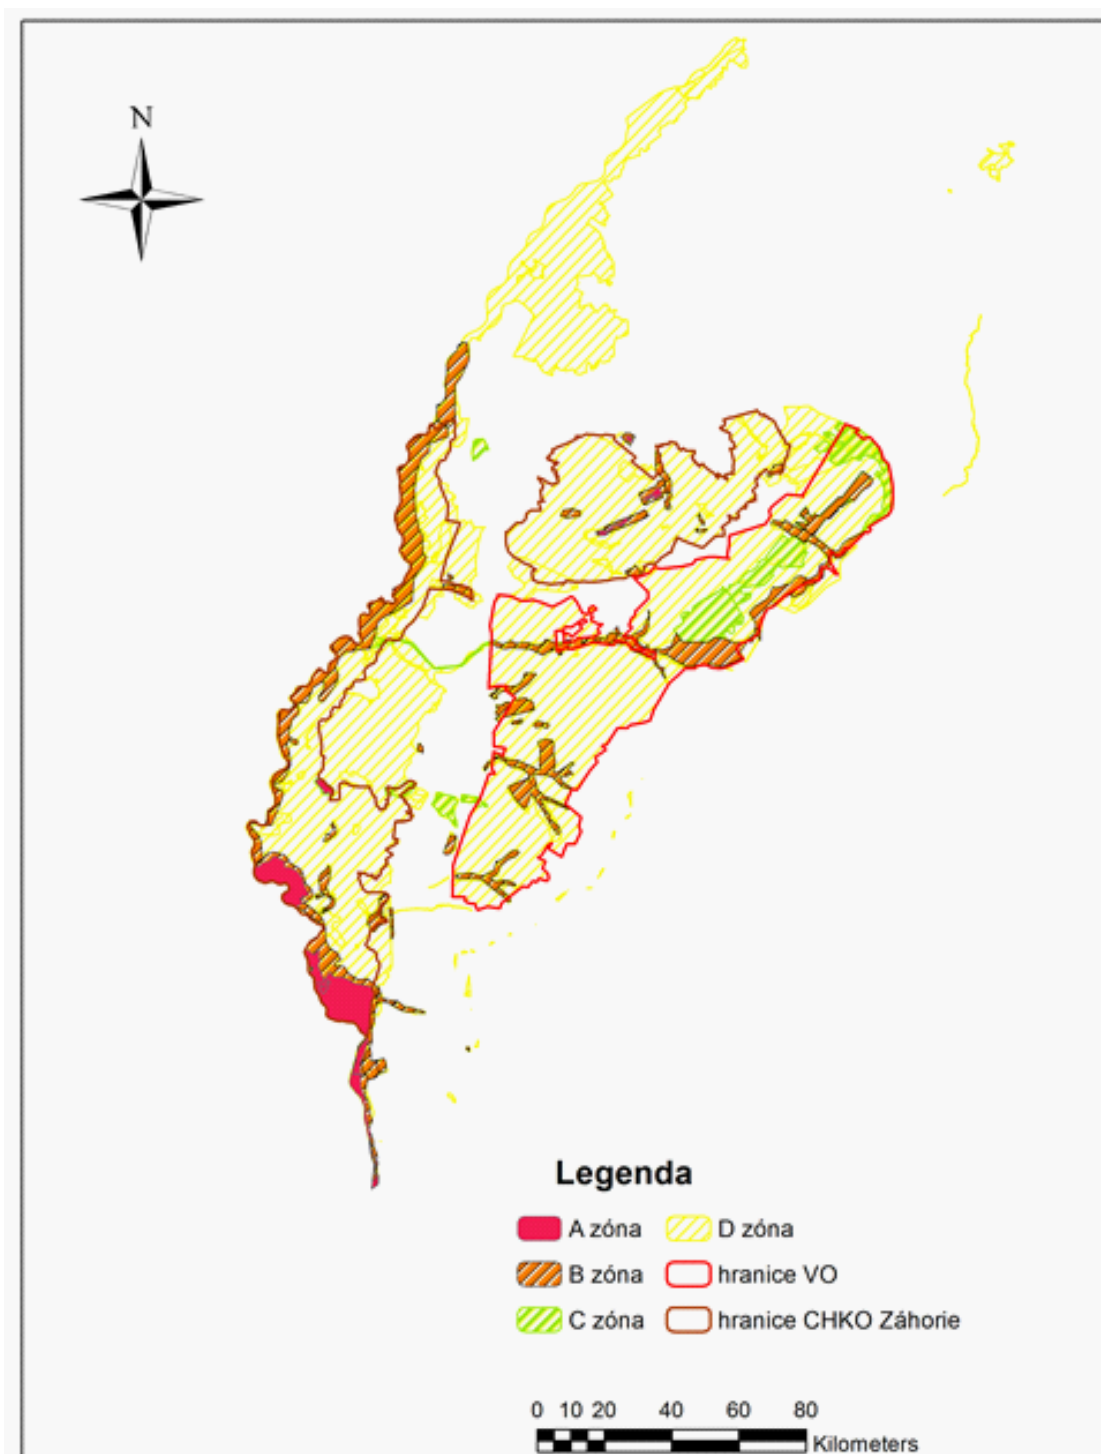 N
Legenda
A zóna
D zóna
B zóna
hranice VO
C zóna
hranice CHKO Záhorie
0 10 20 40 60 80
Kilometers